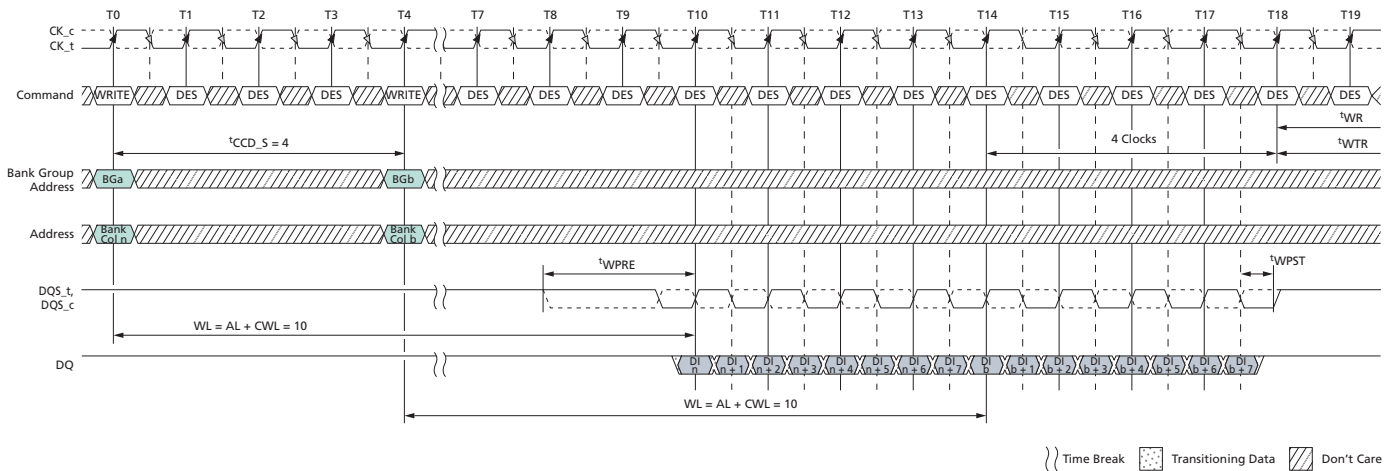 T0 T1 T2 T3 T4 T7 T8 T9 T10 T11 T12 T13 T14 T15 T16 T17 T18 T19
CK_c
CK_t
Command WRITE DES DES DES WRITE DES DES DES DES DES DES DES DES DES DES DES DES DES
tWR
tCCD_S = 4 4 Clocks tWTR
Bank Group
Address BGa BGb
Address Bank
Col n Bank
Col b
tWPRE tWPST
DQS_t,
DQS_c
WL = AL + CWL = 10
DQ DI
n DI
n + 1 DI
n + 2 DI
n + 3 DI
n + 4 DI
n + 5 DI
n + 6 DI
n + 7 DI
b DI
b + 1 DI
b + 2 DI
b + 3 DI
b + 4 DI
b + 5 DI
b + 6 DI
b + 7
WL = AL + CWL = 10
Time Break Transitioning Data Don't Care